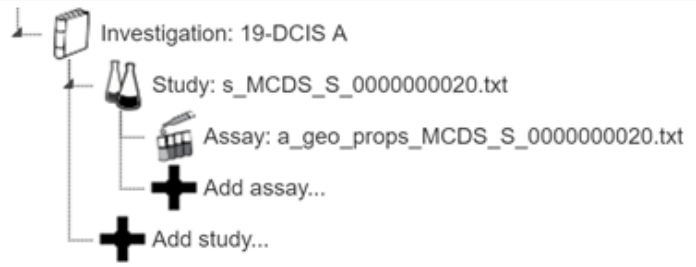 Investigation: 19-DCIS A
Study: s_MCDS_S_0000000020.txt
Assay: a_geo_props_MCDS_S_0000000020.txt
Add assay...
Add study...